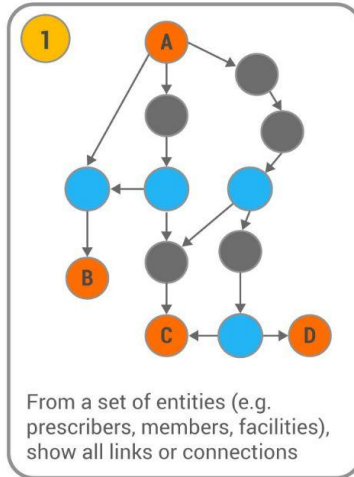 1
A
B
C
D
From a set of entities (e.g.
prescribers, members, facilities),
show all links or connections